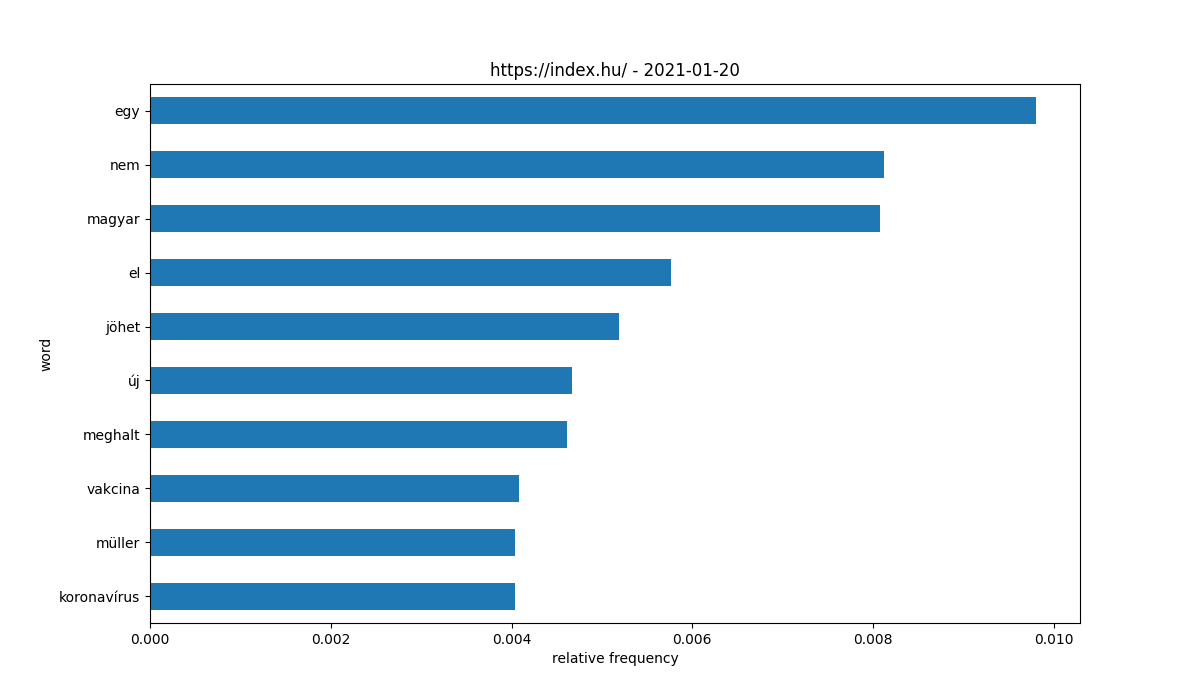 https://index.hu/ - 2021-01-20
egy
nem
magyar
el
jöhet
új
meghalt
vakcina
müller
koronavírus
word
0.000 0.002 0.004 0.006 0.008 0.010
relative frequency